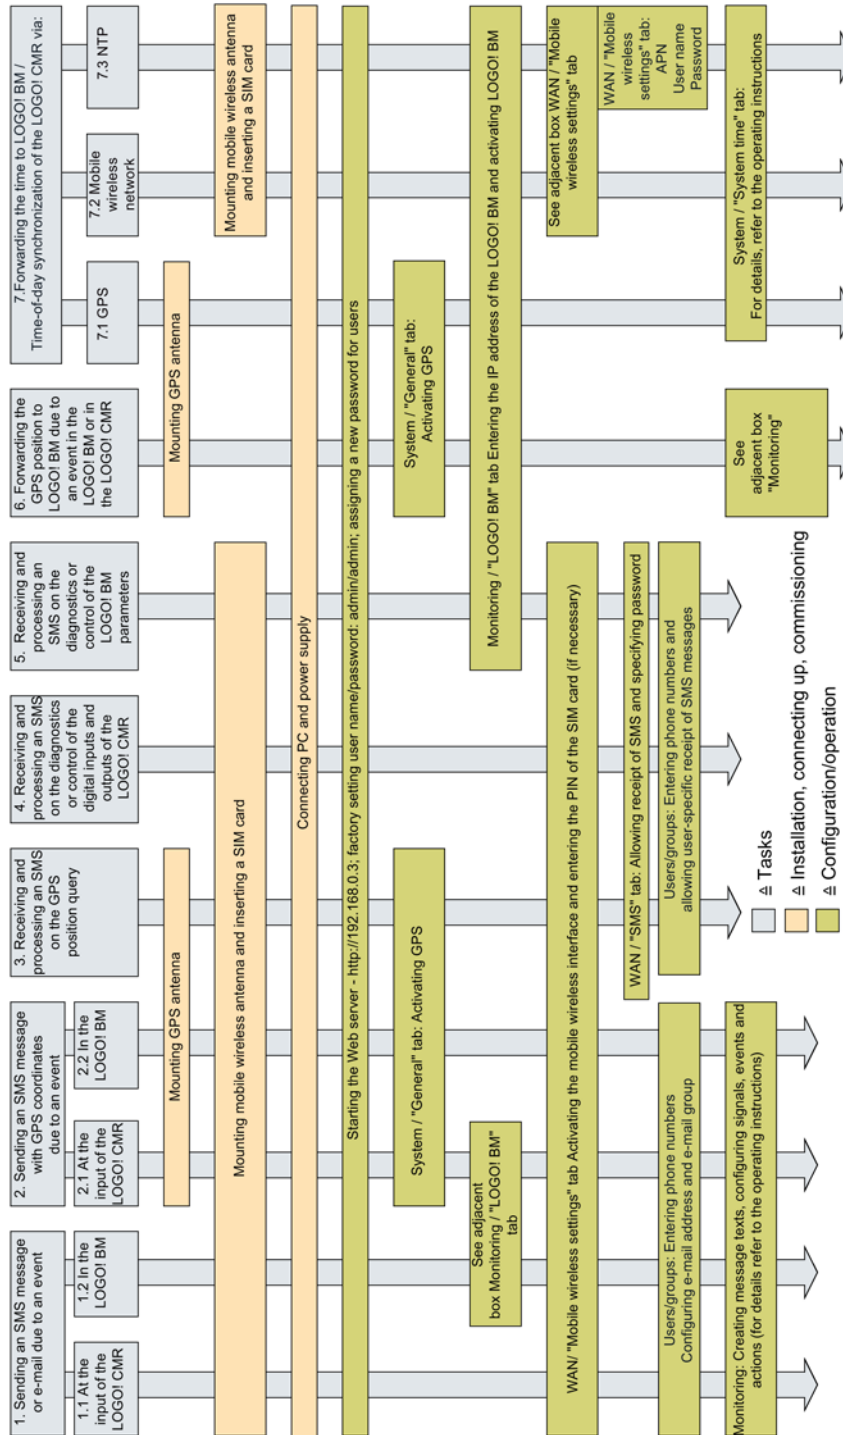 1. Sending an SMS message
or e-mail due to an event
1.1 At the
input of the
LOGO! CMR
1.2 In the
LOGO! BM
2. Sending an SMS message
with GPS coordinates
due to an event
2.1 At the
input of the
LOGO! CMR
2.2 In the
LOGO! BM
3. Receiving and
processing an SMS
on the GPS
position query
4. Receiving and
processing an SMS
on the diagnostics
or control of the
digital inputs and
outputs of the
LOGO! CMR
5. Receiving and
processing an
SMS on the
diagnostics or
control of the
LOGO! BM
parameters
6. Forwarding the
GPS position to
LOGO! BM due to
an event in the
LOGO! BM or in
the LOGO! CMR
7.Forwarding the time to LOGO! BM /
Time-of-day synchronization of the LOGO! CMR via:
7.1 GPS
7.2 Mobile
wireless
network
7.3 NTP
Mounting GPS antenna
Mounting GPS antenna
Mounting mobile wireless antenna and inserting a SIM card
Mounting mobile wireless antenna
and inserting a SIM card
Connecting PC and power supply
Starting the Web server - http://192.168.0.3; factory setting user name/password: admin/admin; assigning a new password for users
System / "General" tab: Activating GPS
System / "General" tab:
Activating GPS
See adjacent
box Monitoring / "LOGO! BM"
tab
Monitoring / "LOGO! BM" tab Entering the IP address of the LOGO! BM and activating LOGO! BM
WAN/ "Mobile wireless settings" tab Activating the mobile wireless interface and entering the PIN of the SIM card (if necessary)
See adjacent box WAN / "Mobile
wireless settings" tab
WAN / "Mobile
wireless
settings" tab:
APN
User name
Password
WAN / "SMS" tab: Allowing receipt of SMS and specifying password
Users/groups: Entering phone numbers
Configuring e-mail address and e-mail group
Users/groups: Entering phone numbers and
allowing user-specific receipt of SMS messages
Monitoring: Creating message texts, configuring signals, events and
actions (for details refer to the operating instructions)
See
adjacent box
"Monitoring"
System / "System time" tab:
For details, refer to the operating instructions
≙ Tasks
≙ Installation, connecting up, commissioning
≙ Configuration/operation